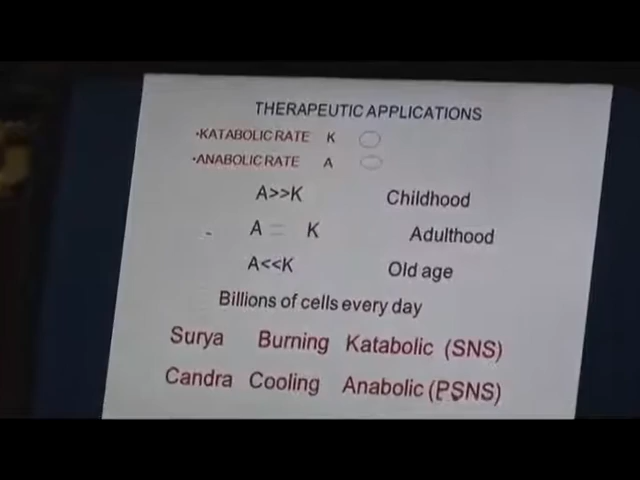 THERAPEUTIC APPLICATIONS
•KATABOLIC RATE K
•ANABOLIC RATE A
A>>K Childhood
- A = K Adulthood
A<<K Old age
Billions of cells every day
Surya Burning Katabolic (SNS)
Candra Cooling Anabolic (PSNS)